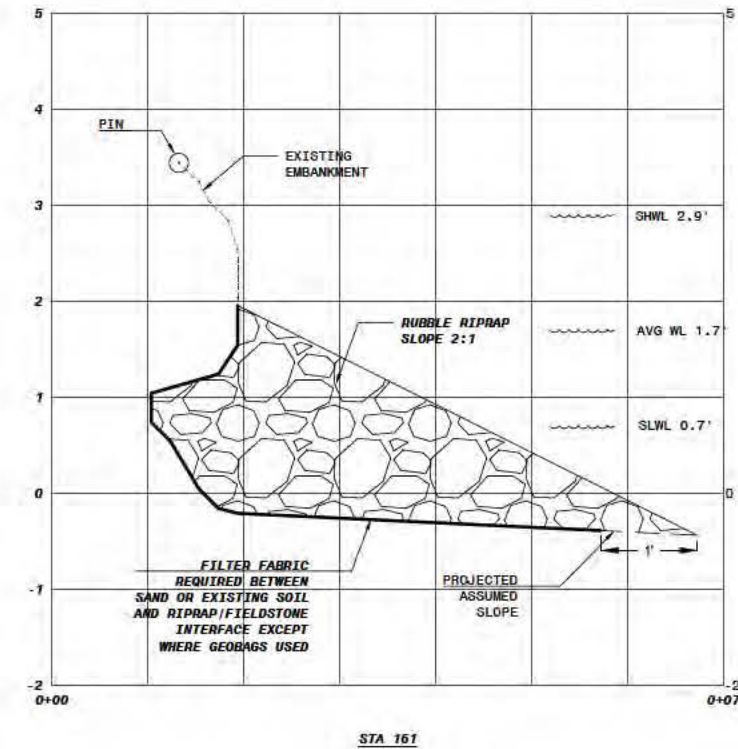 5
5
4
PIN
EXISTING
EMBANKMENT
3
SHWL 2.9'
2
RUBBLE RIPRAP
SLOPE 2:1
AVG WL 1.7'
1
SLWL 0.7'
0
0
FILTER FABRIC
REQUIRED BETWEEN
SAND OR EXISTING SOIL
AND RIPRAP/FIELDSTONE
INTERFACE EXCEPT
WHERE GEOBAGS USED
PROJECTED
ASSUMED
SLOPE
1'
-1
-2
-2
0+00
0+07
STA 161